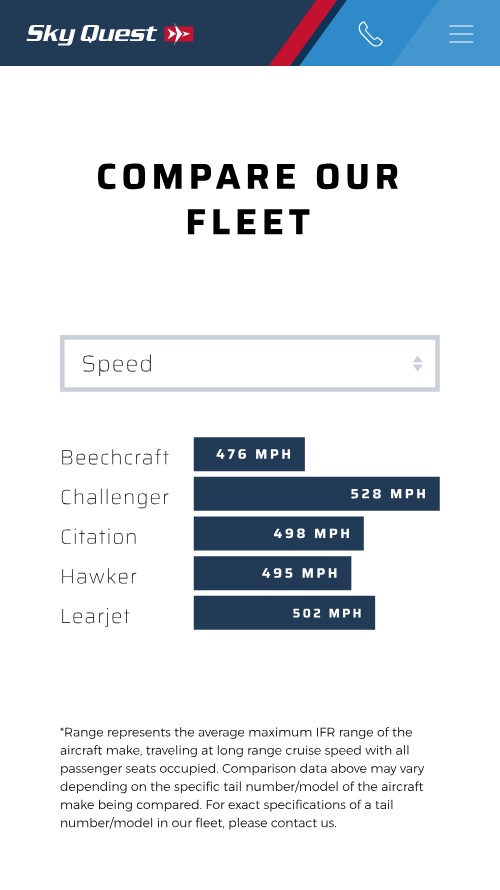 Sky Quest
COMPARE OUR
FLEET
Speed
Beechcraft 476 MPH
Challenger 528 MPH
Citation 498 MPH
Hawker 495 MPH
Learjet 502 MPH
*Range represents the average maximum IFR range of the
aircraft make, traveling at long range cruise speed with all
passenger seats occupied. Comparison data above may vary
depending on the specific tail number/model of the aircraft
make being compared. For exact specifications of a tail
number/model in our fleet, please contact us.